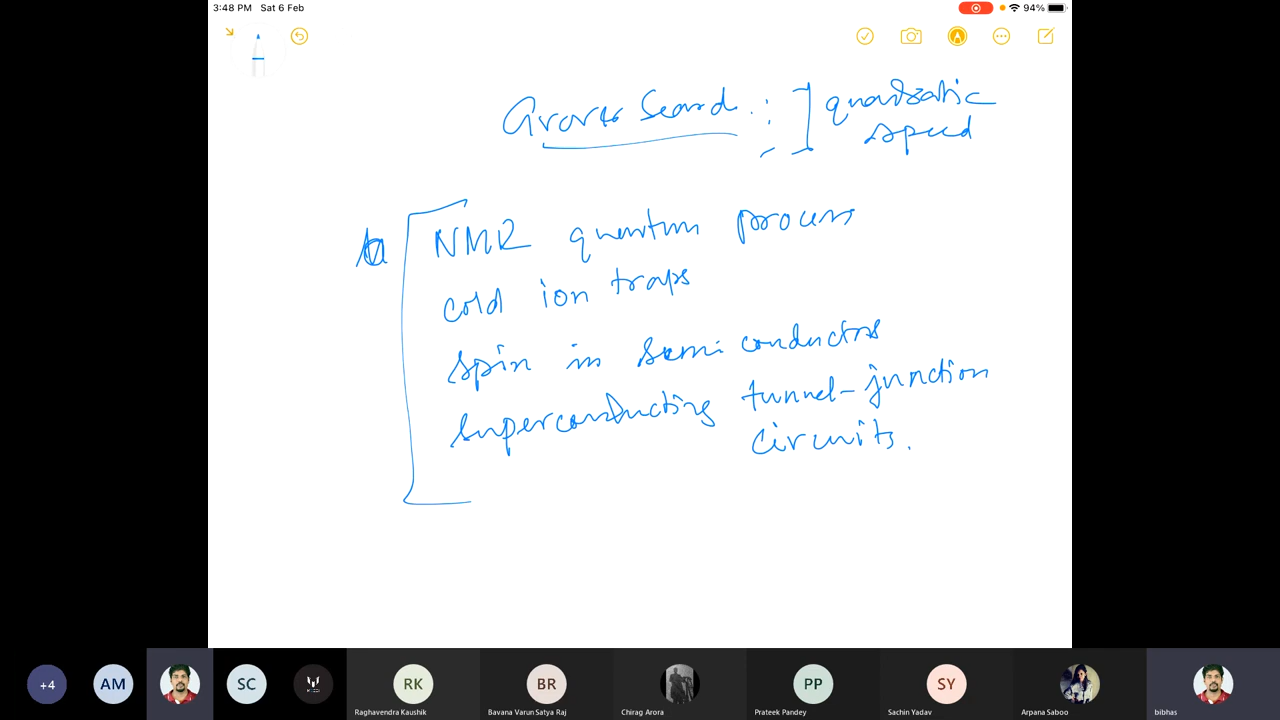 3:48 PM Sat 6 Feb 94%
Grover Search : ] quadratic
speed
NMR quantum process
cold ion traps
spin in semi conductors
superconducting tunnel-junction
circuits.
+4 AM SC RK BR PP SY
Raghavendra Kaushik Bavana Varun Satya Raj Chirag Arora Prateek Pandey Sachin Yadav Arpana Saboo bibhas